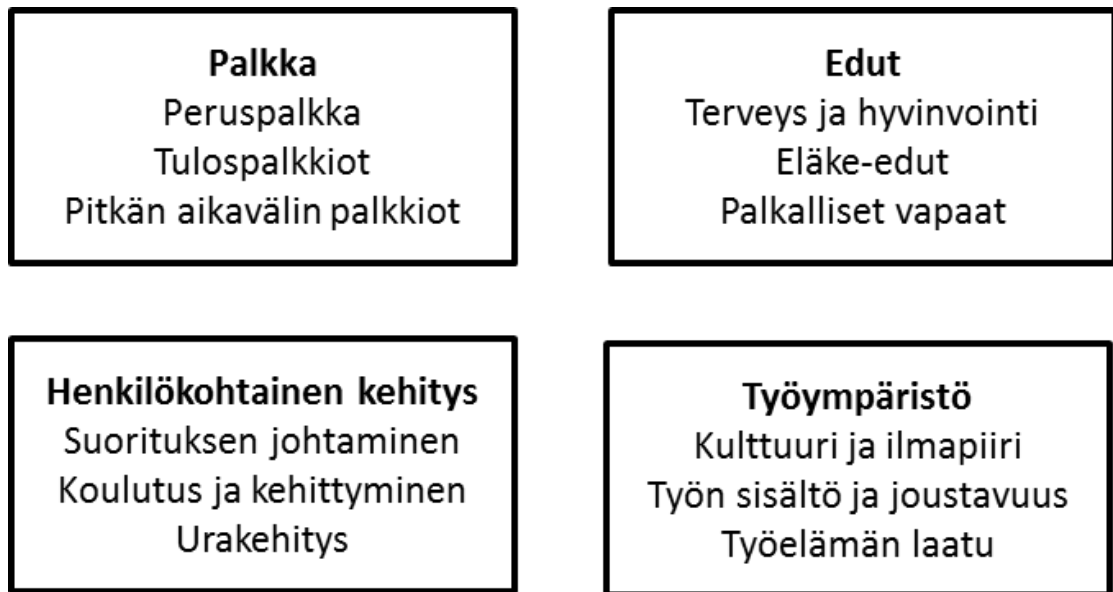 Palkka
Peruspalkka
Tulospalkkiot
Pitkän aikavälin palkkiot
Edut
Terveys ja hyvinvointi
Eläke-edut
Palkalliset vapaat
Henkilökohtainen kehitys
Suorituksen johtaminen
Koulutus ja kehittyminen
Urakehitys
Työympäristö
Kulttuuri ja ilmapiiri
Työn sisältö ja joustavuus
Työelämän laatu